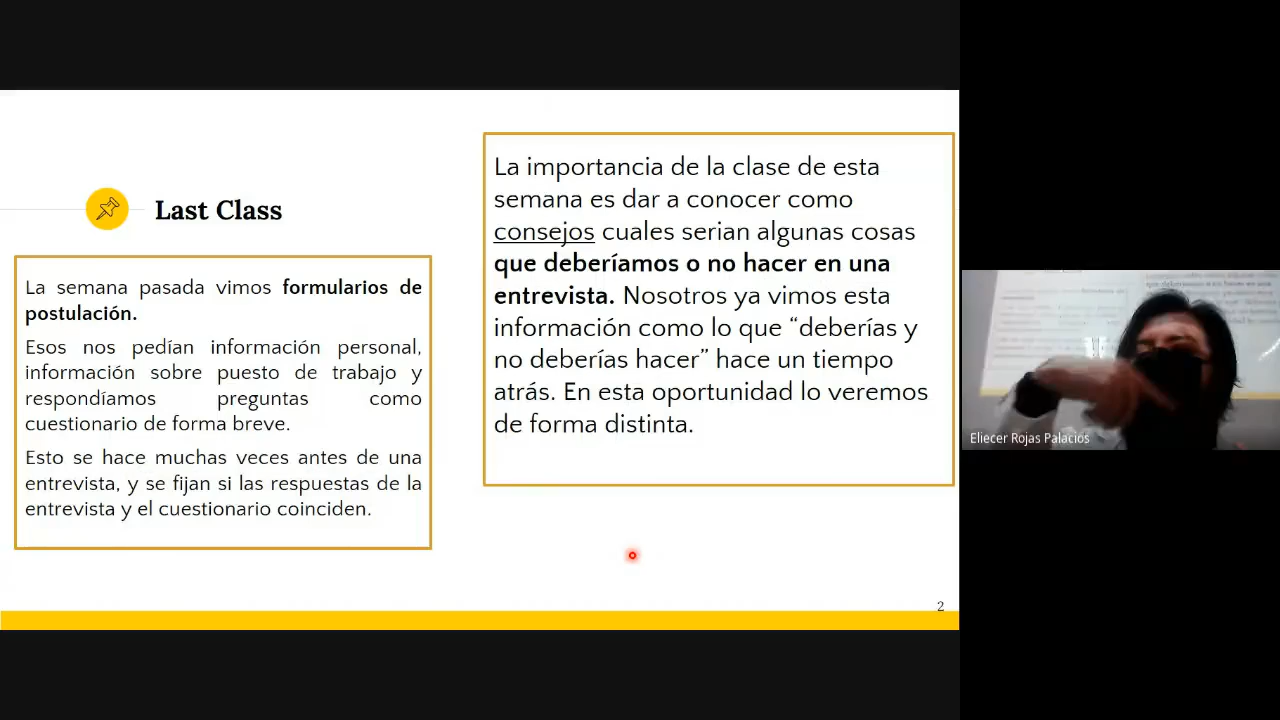 Last Class
La semana pasada vimos formularios de
postulación.
Esos nos pedían información personal,
información sobre puesto de trabajo y
respondíamos preguntas como
cuestionario de forma breve.
Esto se hace muchas veces antes de una
entrevista, y se fijan si las respuestas de la
entrevista y el cuestionario coinciden.
La importancia de la clase de esta
semana es dar a conocer como
consejos cuales serian algunas cosas
que deberíamos o no hacer en una
entrevista. Nosotros ya vimos esta
información como lo que “deberías y
no deberías hacer” hace un tiempo
atrás. En esta oportunidad lo veremos
de forma distinta.
2
Eliecer Rojas Palacios